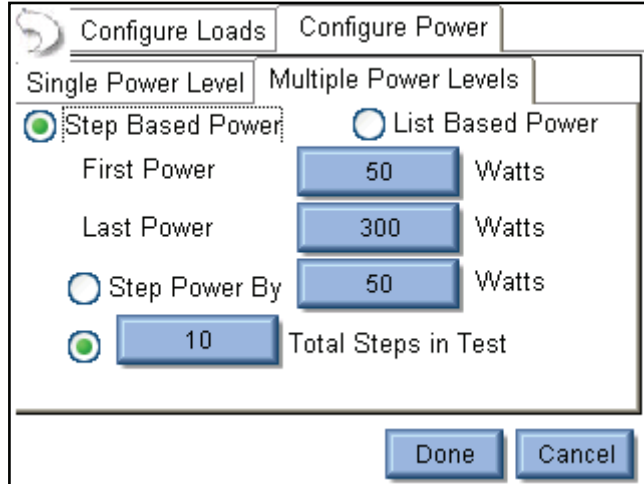 Configure Loads Configure Power
Single Power Level Multiple Power Levels
Step Based Power List Based Power
First Power 50 Watts
Last Power 300 Watts
Step Power By 50 Watts
10 Total Steps in Test
Done Cancel